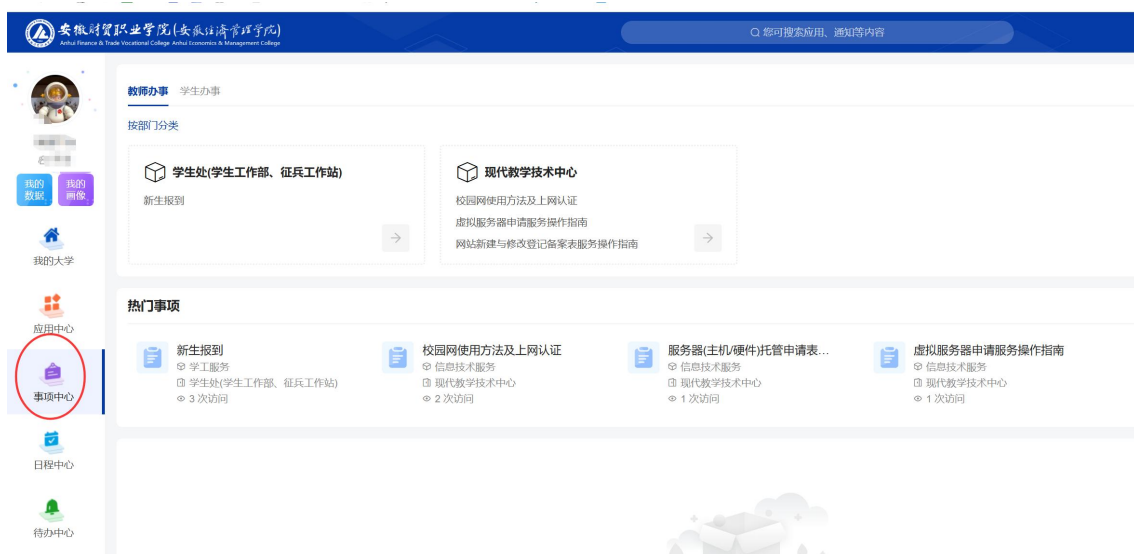 安徽财贸职业学院(安徽经济管理学院)
Anhui Finance & Trade Vocational College Anhui Economics & Management College
您可搜索应用、通知等内容
教师办事 学生办事
按部门分类
学生处(学生工作部、征兵工作站)
新生报到
现代教学技术中心
校园网使用方法及上网认证
虚拟服务器申请服务操作指南
网站新建与修改登记备案表服务操作指南
我的数据
我的画像
我的大学
应用中心
事项中心
日程中心
待办中心
热门事项
新生报到
学工服务
学生处(学生工作部、征兵工作站)
3 次访问
校园网使用方法及上网认证
信息技术服务
现代教学技术中心
2 次访问
服务器(主机/硬件)托管申请表...
信息技术服务
现代教学技术中心
1 次访问
虚拟服务器申请服务操作指南
信息技术服务
现代教学技术中心
1 次访问